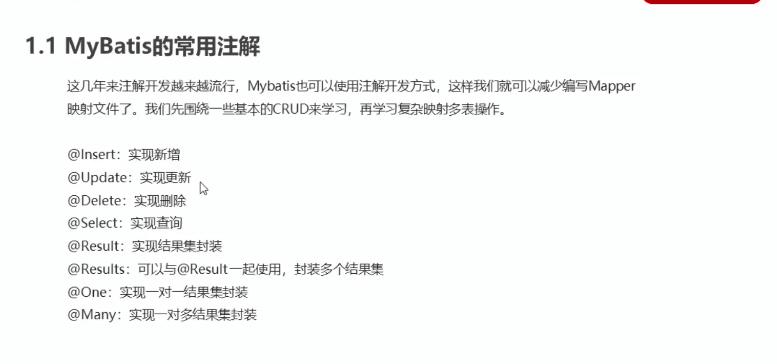 1.1 MyBatis的常用注解
这几年来注解开发越来越流行，Mybatis也可以使用注解开发方式，这样我们就可以减少编写Mapper
映射文件了。我们先围绕一些基本的CRUD来学习，再学习复杂映射多表操作。
@Insert：实现新增
@Update：实现更新
@Delete：实现删除
@Select：实现查询
@Result：实现结果集封装
@Results：可以与@Result 一起使用，封装多个结果集
@One：实现一对一结果集封装
@Many：实现一对多结果集封装